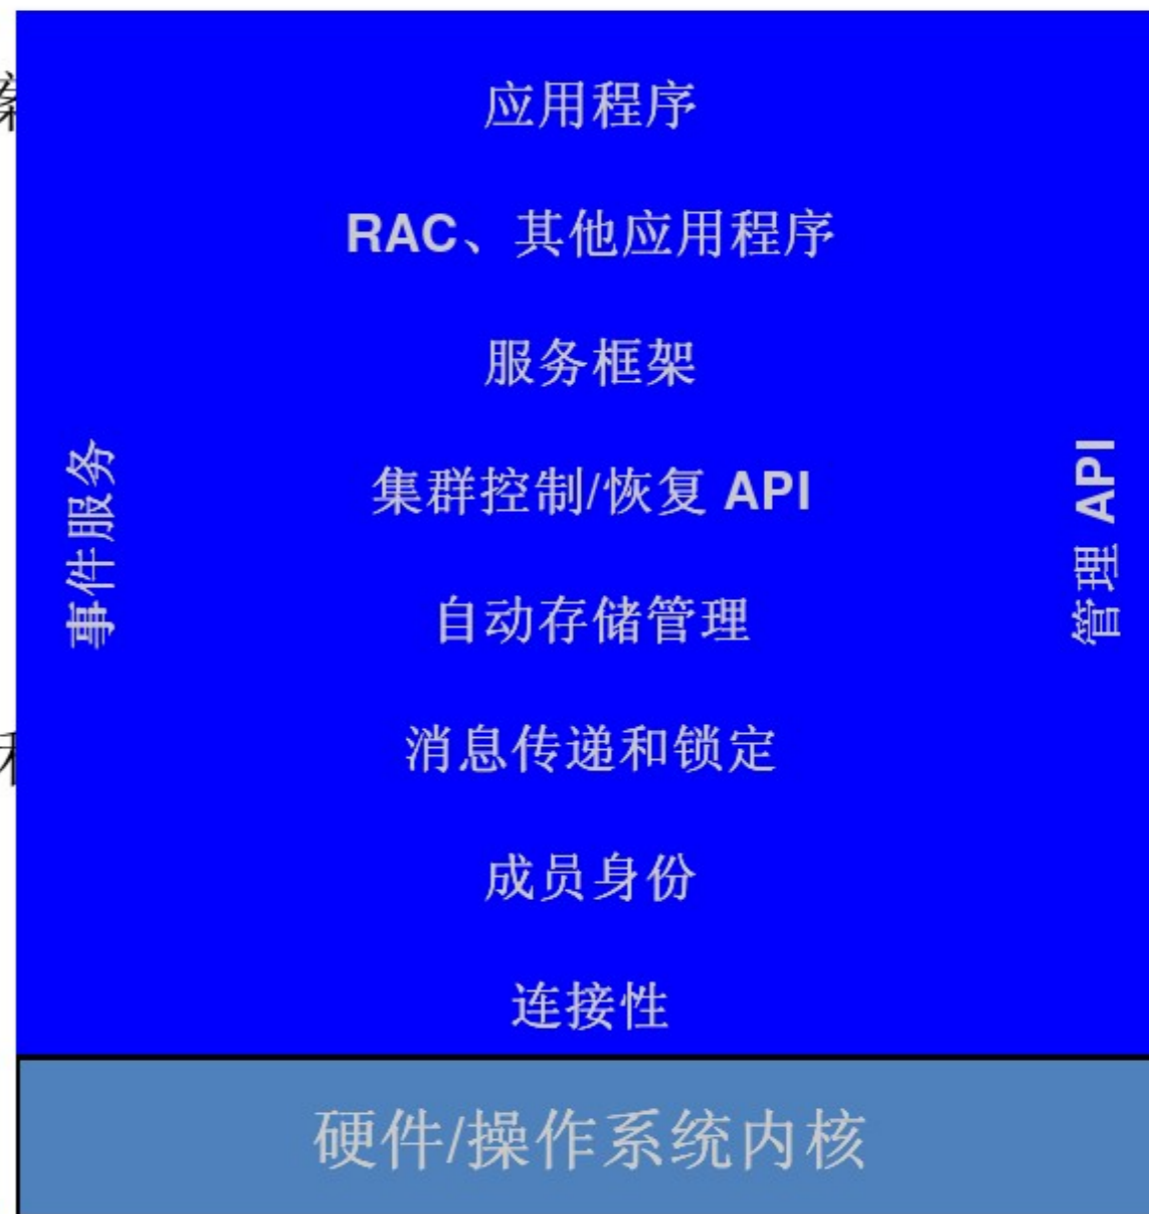 应用程序
RAC、其他应用程序
服务框架
集群控制/恢复 API
事件服务
管理 API
自动存储管理
消息传递和锁定
成员身份
连接性
硬件/操作系统内核